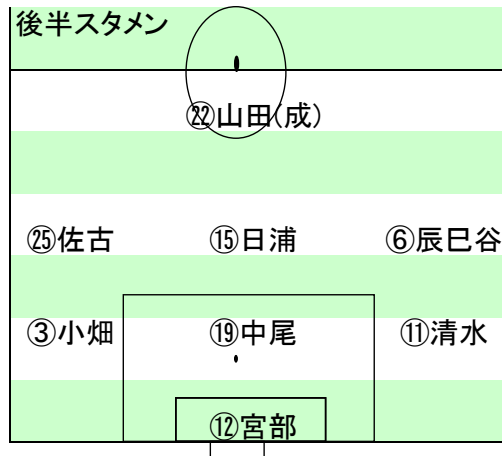 後半スタメン
㉒山田(成)
㉕佐古 ⑮日浦 ⑥辰巳谷
③小畑 ⑲中尾 ⑪清水
⑫宮部